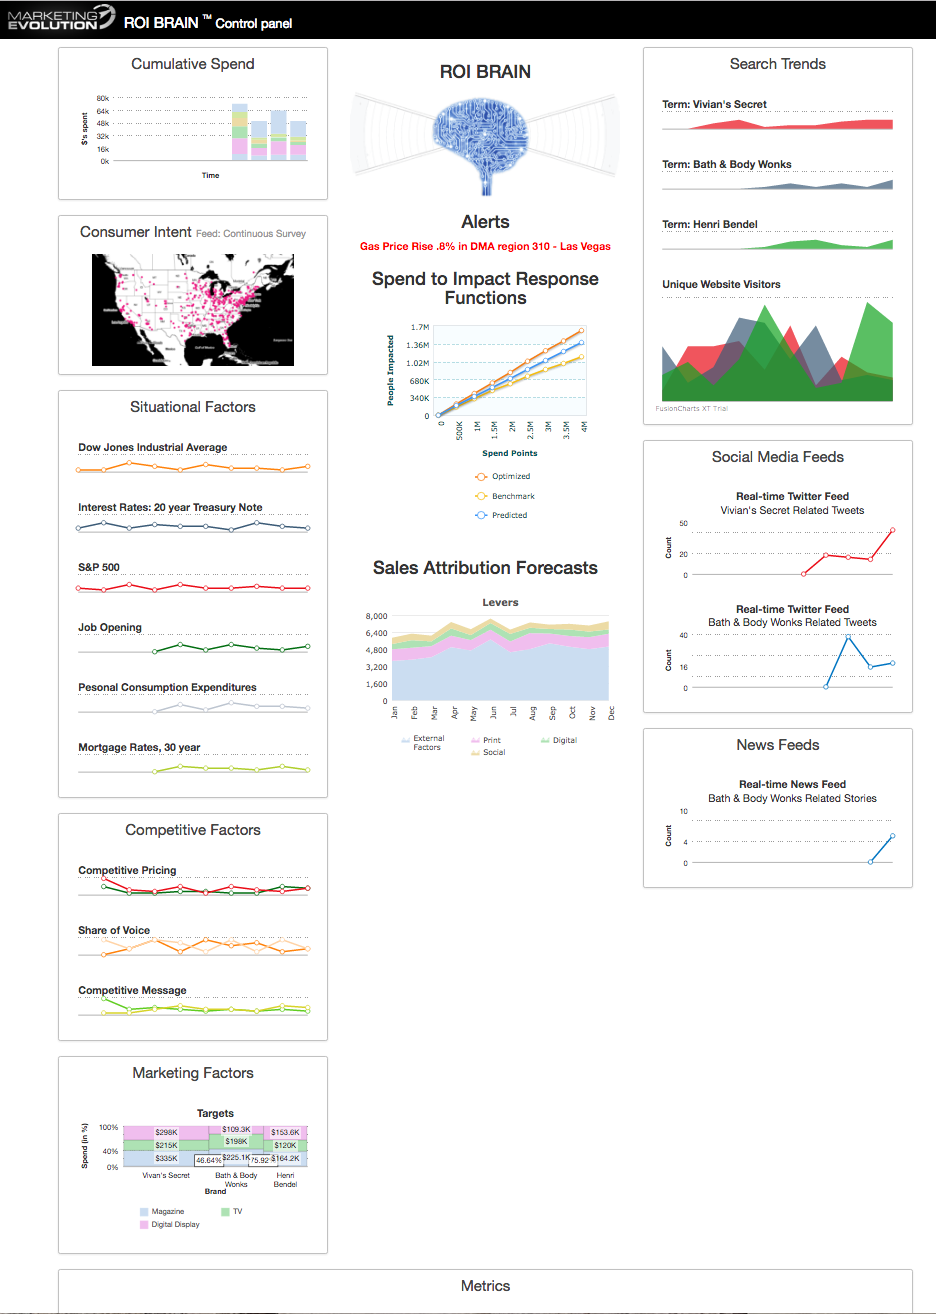 MARKETING
EVOLUTION
ROI BRAIN ™ Control panel
Cumulative Spend
80k
64k
48k
32k
16k
0k
$'s spent
Time
Consumer Intent Feed: Continuous Survey
Situational Factors
Dow Jones Industrial Average
Interest Rates: 20 year Treasury Note
S&P 500
Job Opening
Pesonal Consumption Expenditures
Mortgage Rates, 30 year
Competitive Factors
Competitive Pricing
Share of Voice
Competitive Message
Marketing Factors
Targets
Spend (in %)
100%
40%
0%
$298K
$109.3K
$153.6K
$215K
$198K
$120K
$335K
46.64%
$225.1K
75.92
$164.2K
Vivan's Secret
Bath & Body
Wonks
Henri
Bendel
Brand
Magazine
TV
Digital Display
ROI BRAIN
Alerts
Gas Price Rise .8% in DMA region 310 - Las Vegas
Spend to Impact Response
Functions
People Impacted
1.7M
1.36M
1.02M
680K
340K
0
0
500K
1M
1.5M
2M
2.5M
3M
3.5M
4M
Spend Points
Optimized
Benchmark
Predicted
Sales Attribution Forecasts
Levers
8,000
6,400
4,800
3,200
1,600
0
Jan
Feb
Mar
Apr
May
Jun
Jul
Aug
Sep
Oct
Nov
Dec
External
Factors
Print
Digital
Social
Search Trends
Term: Vivian's Secret
Term: Bath & Body Wonks
Term: Henri Bendel
Unique Website Visitors
FusionCharts XT Trial
Social Media Feeds
Real-time Twitter Feed
Vivian's Secret Related Tweets
Count
50
20
0
Real-time Twitter Feed
Bath & Body Wonks Related Tweets
Count
40
16
0
News Feeds
Real-time News Feed
Bath & Body Wonks Related Stories
Count
10
4
0
Metrics